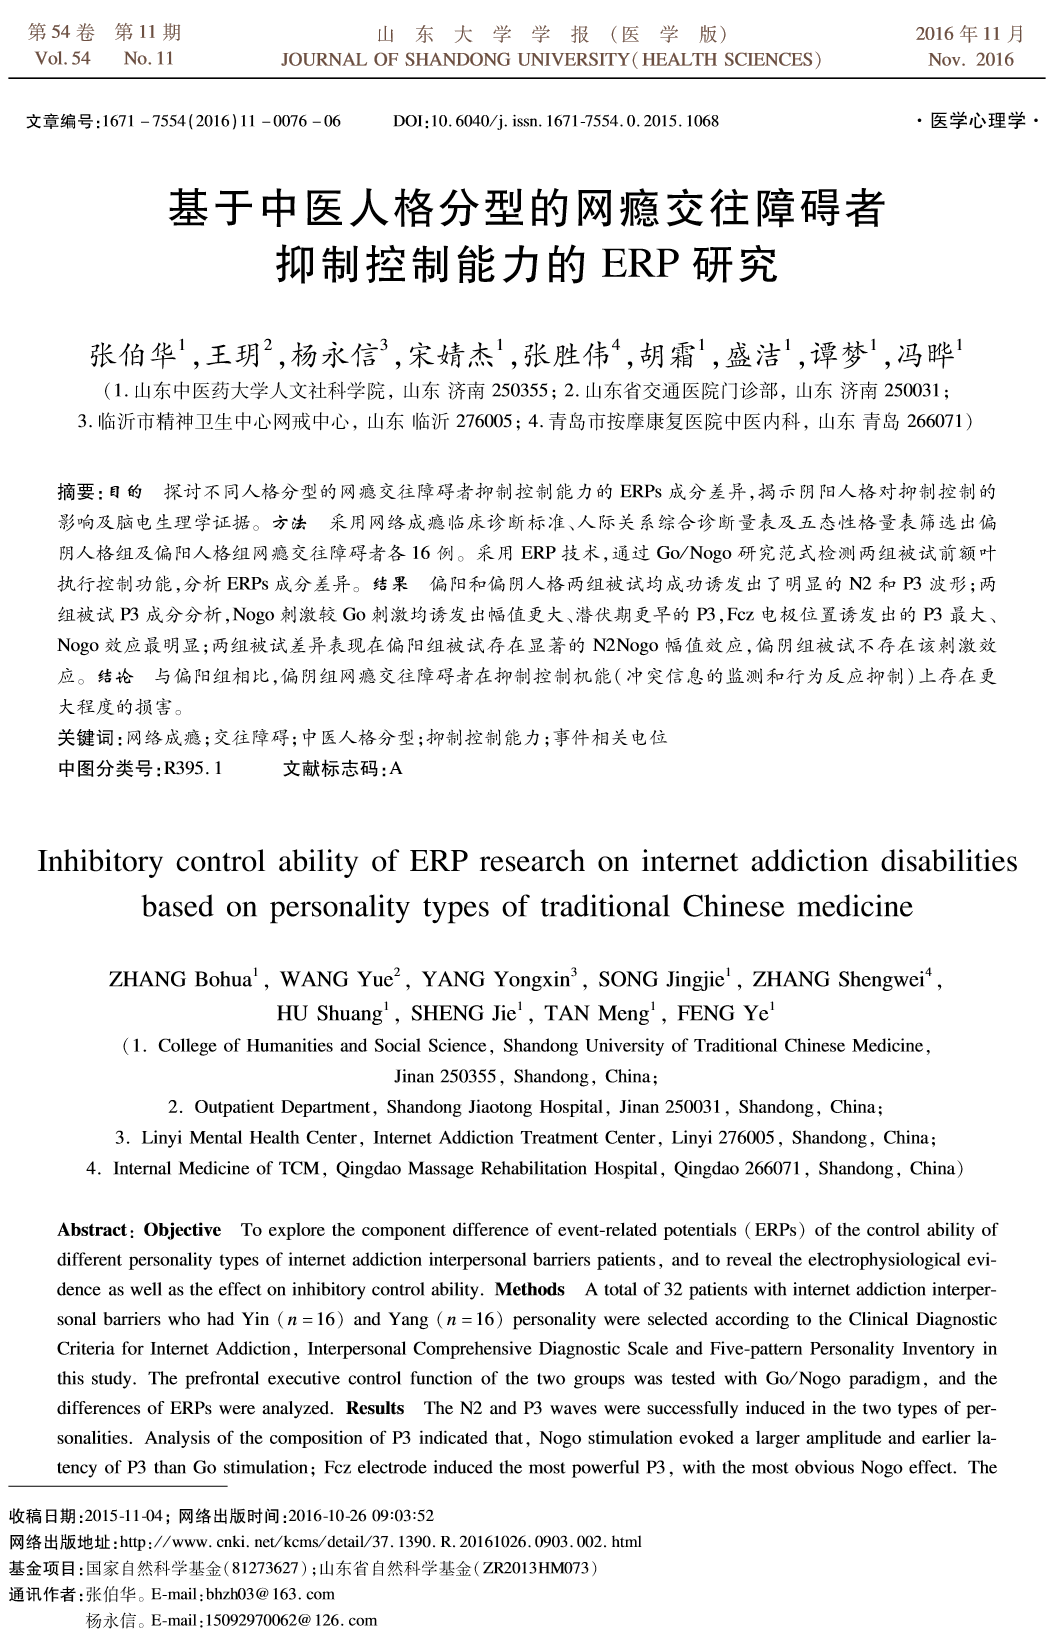 第 54 卷　第 11 期
山　东　大　学　学　报　(医　学　版)
2016 年 11 月
Vol. 54　No. 11
JOURNAL OF SHANDONG UNIVERSITY(HEALTH SCIENCES)
Nov. 2016
文章编号:1671 - 7554(2016)11 - 0076 - 06　DOI:10. 6040/j. issn. 1671-7554. 0. 2015. 1068　·医学心理学·
基于中医人格分型的网瘾交往障碍者
抑制控制能力的 ERP 研究
张伯华1,王玥2,杨永信3,宋婧杰1,张胜伟4,胡霜1,盛洁1,谭梦1,冯晔1
(1. 山东中医药大学人文社科学院, 山东 济南 250355; 2. 山东省交通医院门诊部, 山东 济南 250031;
3. 临沂市精神卫生中心网戒中心, 山东 临沂 276005; 4. 青岛市按摩康复医院中医内科, 山东 青岛 266071)
摘要:目的　探讨不同人格分型的网瘾交往障碍者抑制控制能力的 ERPs 成分差异,揭示阴阳人格对抑制控制的
影响及脑电生理学证据。方法　采用网络成瘾临床诊断标准、人际关系综合诊断量表及五态性格量表筛选出偏
阴人格组及偏阳人格组网瘾交往障碍者各 16 例。采用 ERP 技术,通过 Go/Nogo 研究范式检测两组被试前额叶
执行控制功能,分析 ERPs 成分差异。结果　偏阳和偏阴人格两组被试均成功诱发出了明显的 N2 和 P3 波形;两
组被试 P3 成分分析,Nogo 刺激较 Go 刺激均诱发出幅值更大、潜伏期更早的 P3,Fcz 电极位置诱发出的 P3 最大、
Nogo 效应最明显;两组被试差异表现在偏阳组被试存在显著的 N2Nogo 幅值效应,偏阴组被试不存在该刺激效
应。结论　与偏阳组相比,偏阴组网瘾交往障碍者在抑制控制机能(冲突信息的监测和行为反应抑制)上存在更
大程度的损害。
关键词:网络成瘾;交往障碍;中医人格分型;抑制控制能力;事件相关电位
中图分类号:R395. 1　文献标志码:A
Inhibitory control ability of ERP research on internet addiction disabilities
based on personality types of traditional Chinese medicine
ZHANG Bohua1, WANG Yue2, YANG Yongxin3, SONG Jingjie1, ZHANG Shengwei4,
HU Shuang1, SHENG Jie1, TAN Meng1, FENG Ye1
(1. College of Humanities and Social Science, Shandong University of Traditional Chinese Medicine,
Jinan 250355, Shandong, China;
2. Outpatient Department, Shandong Jiaotong Hospital, Jinan 250031, Shandong, China;
3. Linyi Mental Health Center, Internet Addiction Treatment Center, Linyi 276005, Shandong, China;
4. Internal Medicine of TCM, Qingdao Massage Rehabilitation Hospital, Qingdao 266071, Shandong, China)
Abstract: Objective　To explore the component difference of event-related potentials (ERPs) of the control ability of
different personality types of internet addiction interpersonal barriers patients, and to reveal the electrophysiological evi-
dence as well as the effect on inhibitory control ability. Methods　A total of 32 patients with internet addiction interper-
sonal barriers who had Yin (n = 16) and Yang (n = 16) personality were selected according to the Clinical Diagnostic
Criteria for Internet Addiction, Interpersonal Comprehensive Diagnostic Scale and Five-pattern Personality Inventory in
this study. The prefrontal executive control function of the two groups was tested with Go/Nogo paradigm, and the
differences of ERPs were analyzed. Results　The N2 and P3 waves were successfully induced in the two types of per-
sonalities. Analysis of the composition of P3 indicated that, Nogo stimulation evoked a larger amplitude and earlier la-
tency of P3 than Go stimulation; Fcz electrode induced the most powerful P3, with the most obvious Nogo effect. The
收稿日期:2015-11-04; 网络出版时间:2016-10-26 09:03:52
网络出版地址:http://www. cnki. net/kcms/detail/37. 1390. R. 20161026. 0903. 002. html
基金项目:国家自然科学基金(81273627);山东省自然科学基金(ZR2013HM073)
通讯作者:张伯华。E-mail:bhzh03@163. com
杨永信。E-mail:15092970062@126. com